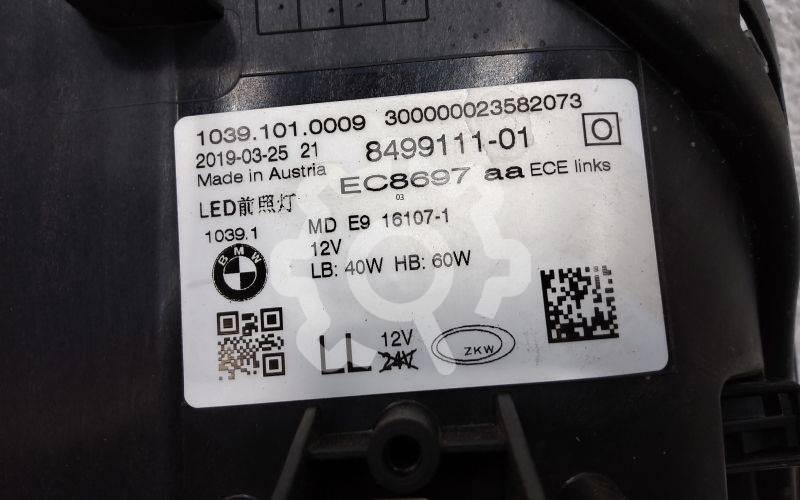 1039.101.0009 300000023582073
2019-03-25 21 8499111-01 O
Made in Austria EC8697 aa ECE links
03
LED前照灯
1039.1 MD E9 16107-1
12V
LB: 40W HB: 60W
BMW
LL 12V
24V
ZKW